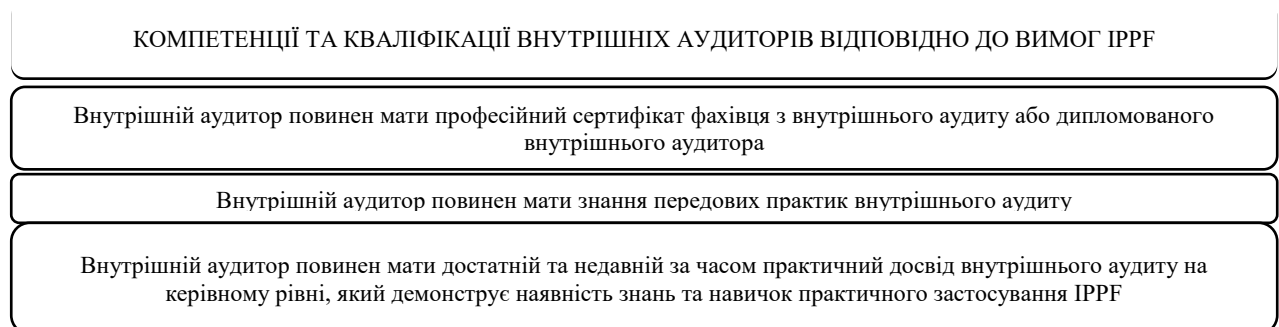 КОМПЕТЕНЦІЇ ТА КВАЛІФІКАЦІЇ ВНУТРІШНІХ АУДИТОРІВ ВІДПОВІДНО ДО ВИМОГ IPPF
Внутрішній аудитор повинен мати професійний сертифікат фахівця з внутрішнього аудиту або дипломованого
внутрішнього аудитора
Внутрішній аудитор повинен мати знання передових практик внутрішнього аудиту
Внутрішній аудитор повинен мати достатній та недавній за часом практичний досвід внутрішнього аудиту на
керівному рівні, який демонструє наявність знань та навичок практичного застосування IPPF